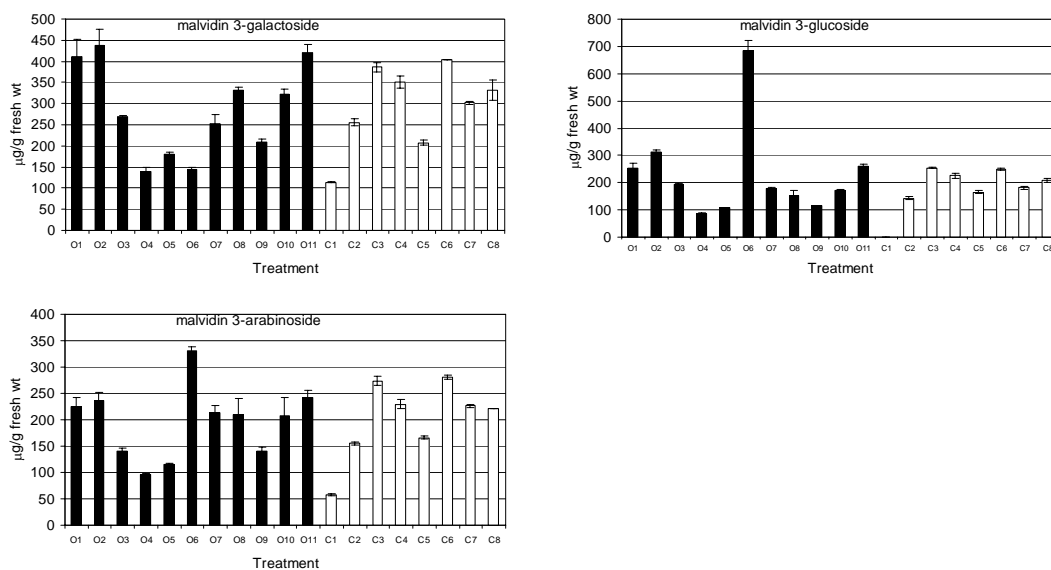 malvidin 3-galactoside
500
450
400
350
300
250
200
150
100
50
0
µg/g fresh wt
O1 O2 O3 O4 O5 O6 O7 O8 O9 O10 O11 C1 C2 C3 C4 C5 C6 C7 C8
Treatment
malvidin 3-glucoside
800
700
600
500
400
300
200
100
0
µg/g fresh wt
O1 O2 O3 O4 O5 O6 O7 O8 O9 O10 O11 C1 C2 C3 C4 C5 C6 C7 C8
Treatment
malvidin 3-arabinoside
400
350
300
250
200
150
100
50
0
µg/g fresh wt
O1 O2 O3 O4 O5 O6 O7 O8 O9 O10 O11 C1 C2 C3 C4 C5 C6 C7 C8
Treatment